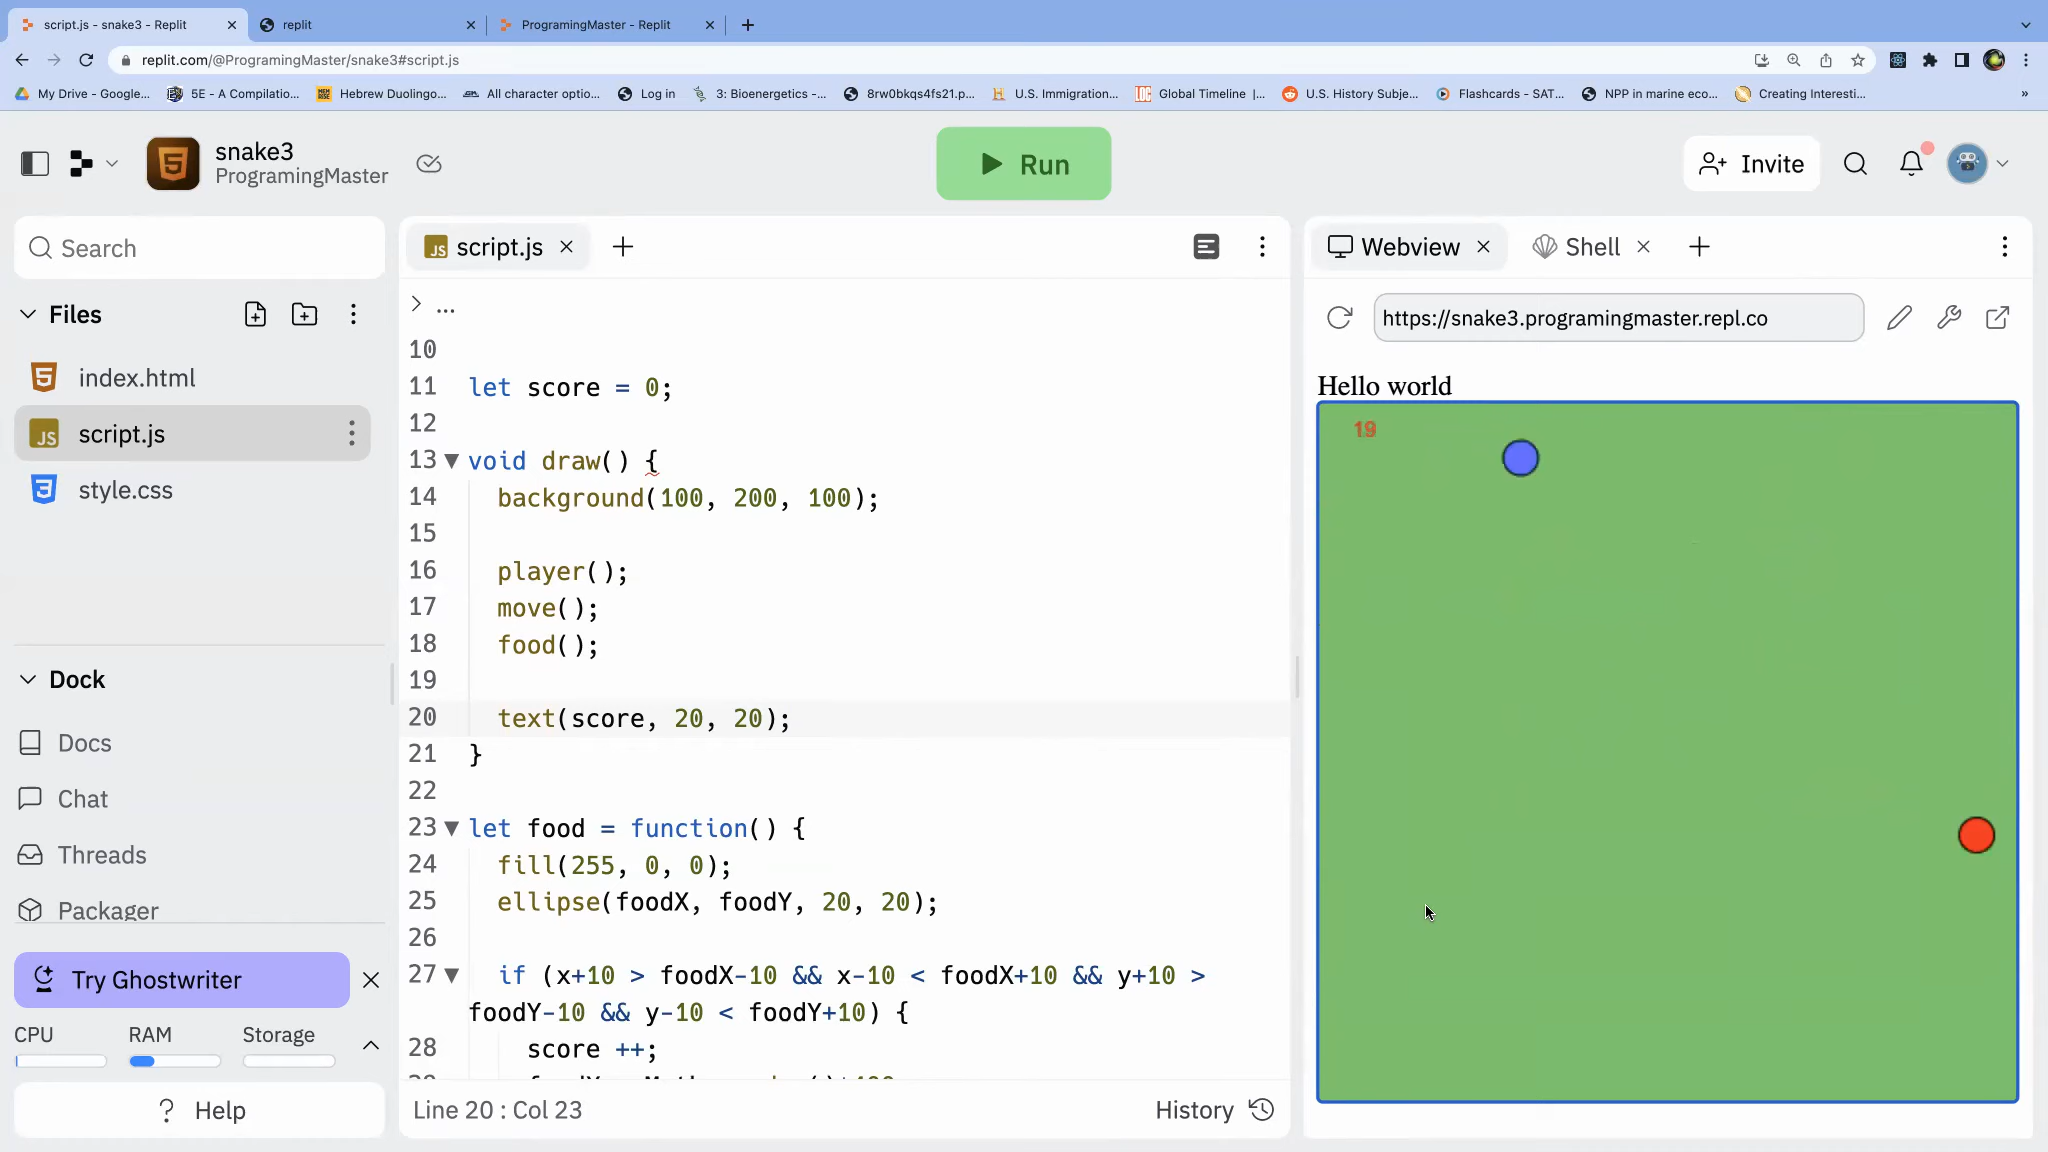 script.js - snake3 - Replit
replit
ProgramingMaster - Replit
replit.com/@ProgramingMaster/snake3#script.js
My Drive - Google...
5E - A Compilatio...
Hebrew Duolingo...
All character optio...
Log in
3: Bioenergetics -...
8rw0bkqs4fs21.p...
U.S. Immigration...
Global Timeline |...
U.S. History Subje...
Flashcards - SAT...
NPP in marine eco...
Creating Interesti...
»
snake3
ProgramingMaster
Run
Invite
Search
Files
index.html
JS script.js
style.css
Dock
Docs
Chat
Threads
Packager
Try Ghostwriter
CPU RAM Storage
? Help
JS script.js
...
10
11 let score = 0;
12
13 void draw() {
14 background(100, 200, 100);
15
16 player();
17 move();
18 food();
19
20 text(score, 20, 20);
21 }
22
23 let food = function() {
24 fill(255, 0, 0);
25 ellipse(foodX, foodY, 20, 20);
26
27 if (x+10 > foodX-10 && x-10 < foodX+10 && y+10 >
foodY-10 && y-10 < foodY+10) {
28 score ++;
Line 20 : Col 23
History
Webview
Shell
https://snake3.programingmaster.repl.co
Hello world
19